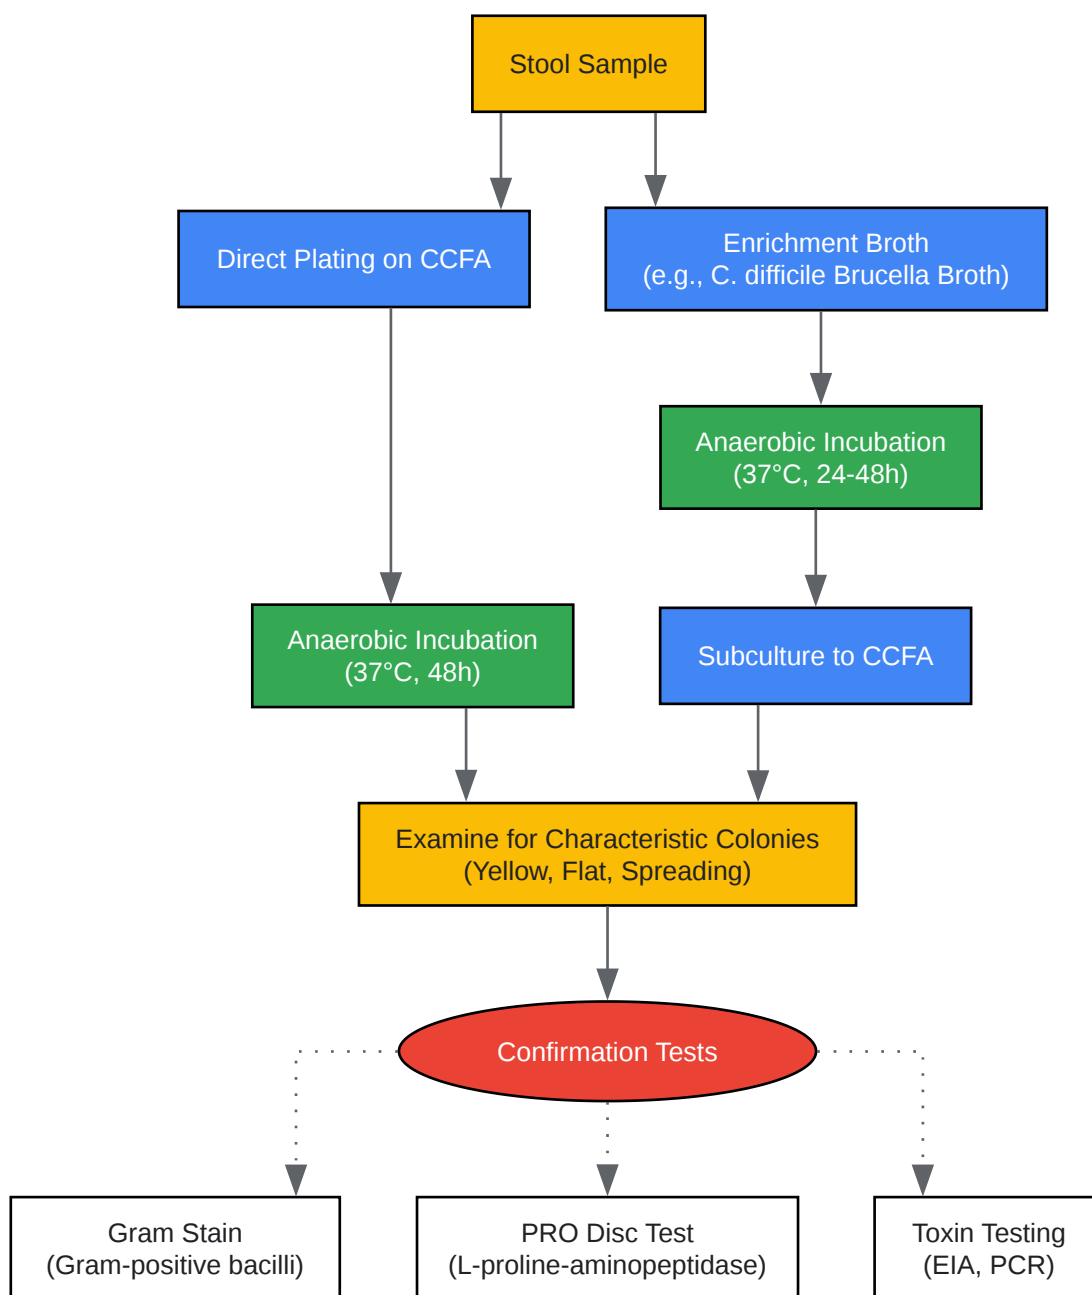 Stool Sample
Direct Plating on CCFA
Enrichment Broth
(e.g., C. difficile Brucella Broth)
Anaerobic Incubation
(37°C, 24-48h)
Anaerobic Incubation
(37°C, 48h)
Subculture to CCFA
Examine for Characteristic Colonies
(Yellow, Flat, Spreading)
Confirmation Tests
Gram Stain
(Gram-positive bacilli)
PRO Disc Test
(L-proline-aminopeptidase)
Toxin Testing
(EIA, PCR)